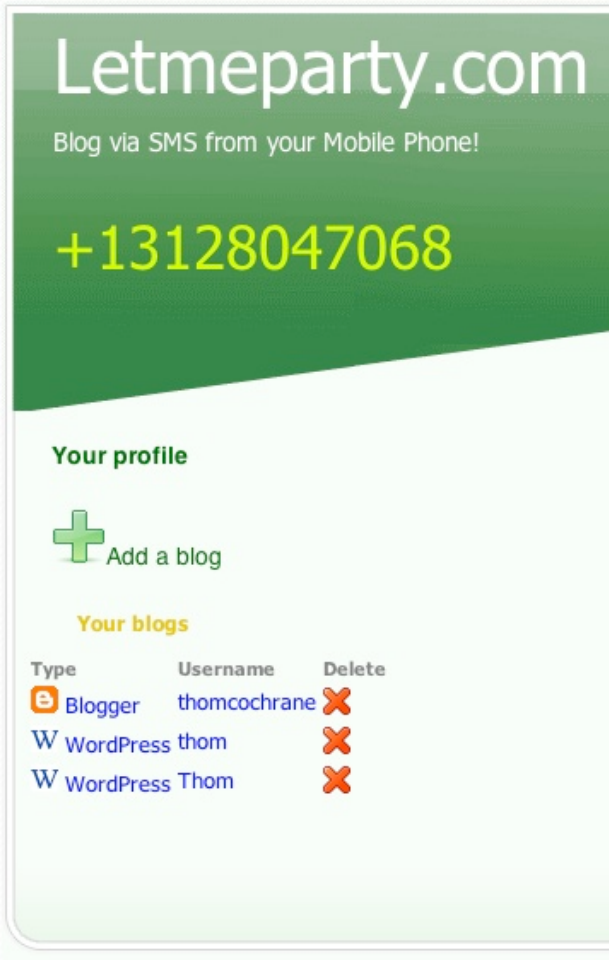 Letmeparty.com
Blog via SMS from your Mobile Phone!
+13128047068
Your profile
Add a blog
Your blogs
Type Username Delete
Blogger thomcochrane
W WordPress thom
W WordPress Thom